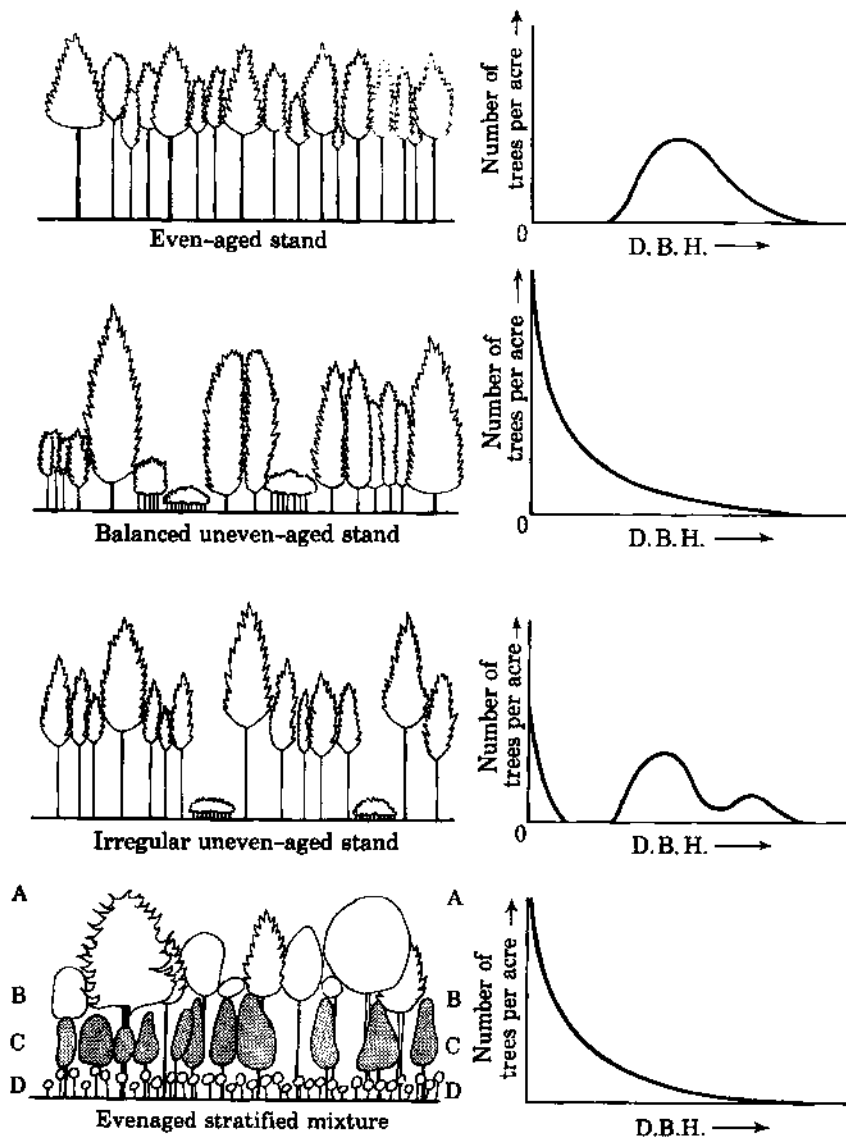 Number of
trees per acre
0
D. B. H.
Even-aged stand
Number of
trees per acre
0
D. B. H.
Balanced uneven-aged stand
Number of
trees per acre
0
D. B. H.
Irregular uneven-aged stand
A
B
C
D
A
B
C
D
Evenaged stratified mixture
Number of
trees per acre
D. B. H.